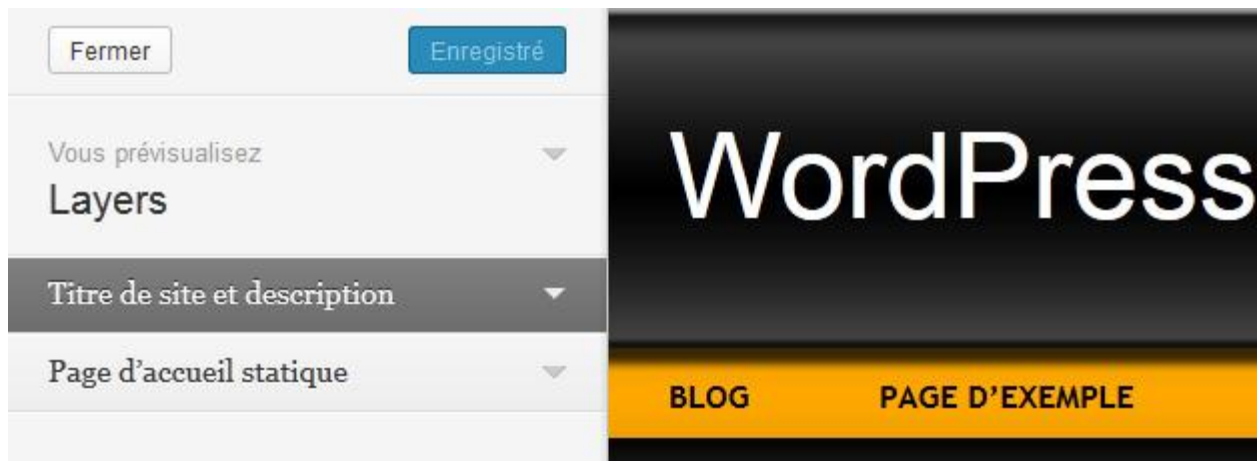 Fermer
Enregistré
Vous prévisualisez
Layers
Titre de site et description
Page d’accueil statique
WordPress
BLOG
PAGE D’EXEMPLE